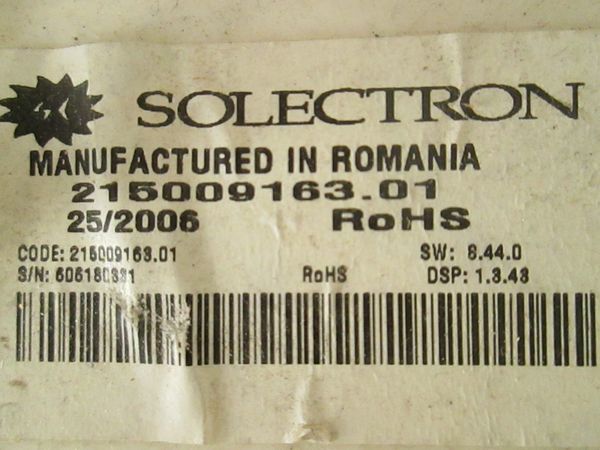 SOLECTRON
MANUFACTURED IN ROMANIA
215009163.01
25/2006 RoHS
CODE: 215009163.01 SW: 8.44.0
S/N: RoHS DSP: 1.3.43